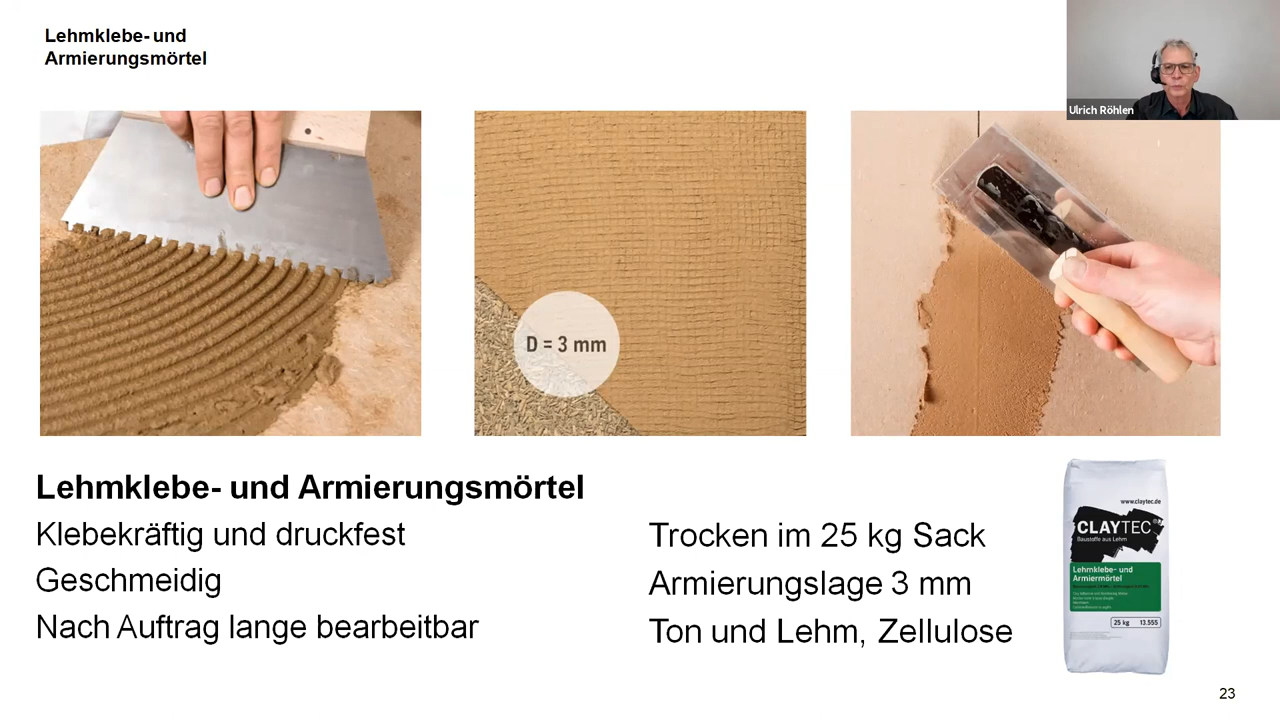 Lehmklebe- und
Armierungsmörtel
Ulrich Röhlen
D = 3 mm
Lehmklebe- und Armierungsmörtel
Klebekräftig und druckfest
Geschmeidig
Nach Auftrag lange bearbeitbar
Trocken im 25 kg Sack
Armierungslage 3 mm
Ton und Lehm, Zellulose
www.claytec.de
CLAYTEC®
Baustoffe aus Lehm
Lehmklebe- und
Armiermörtel
25 kg 13.555
23